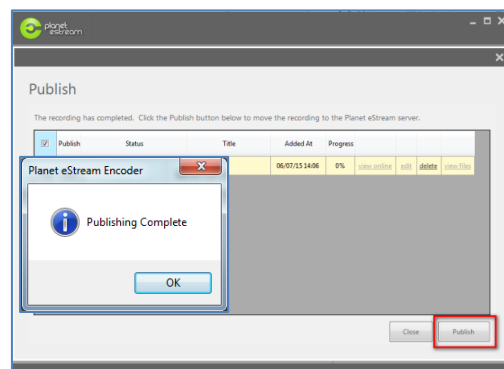 planet
estream
Publish
The recording has completed. Click the Publish button below to move the recording to the Planet eStream server.
Publish Status Title Added At Progress
06/07/15 14:06 0% view online edit delete view files
Planet eStream Encoder
Publishing Complete
OK
Close Publish